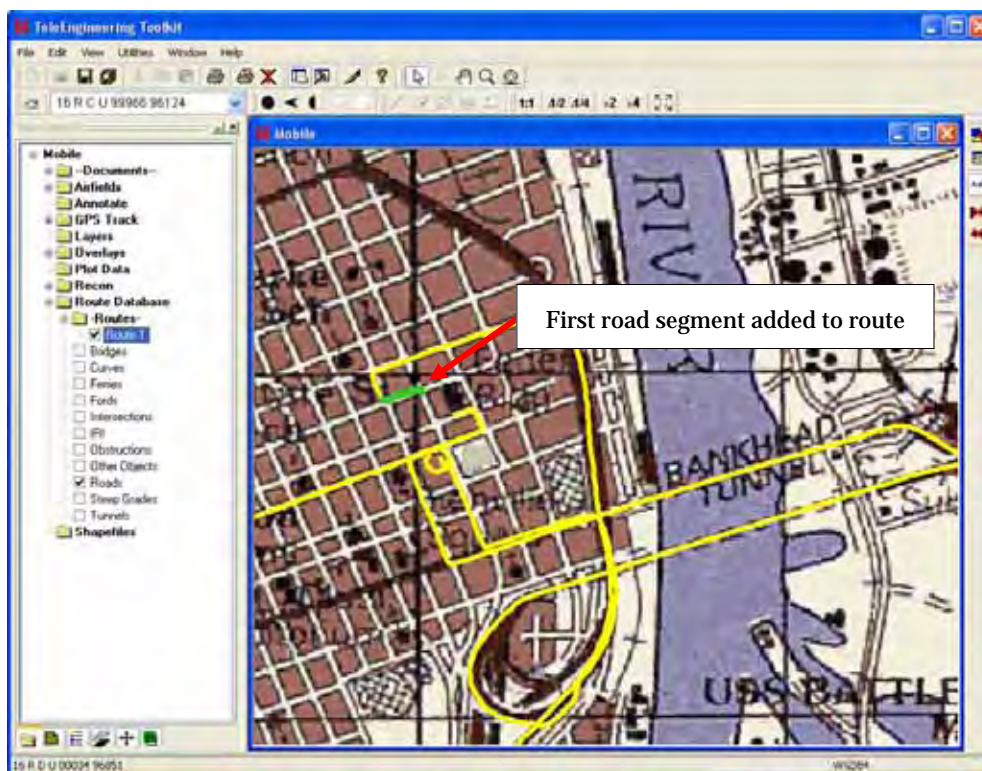 TeleEngineering Toolkit
File Edit View Utilities Window Help
16 R C U 99966 96124
1:1 x2 x4
Mobile
Mobile
--Documents--
Airfields
Annotate
GPS Track
Layers
Overlays
Plot Data
Recon
Route Database
-Routes-
Route 1
Bridges
Curves
Ferries
Fords
Intersections
IRI
Obstructions
Other Objects
Roads
Steep Grades
Tunnels
Shapefiles
RIV R
First road segment added to route
BANKHEAD
TUNNEL
USS BATTLE
16 R D U 00034 96851